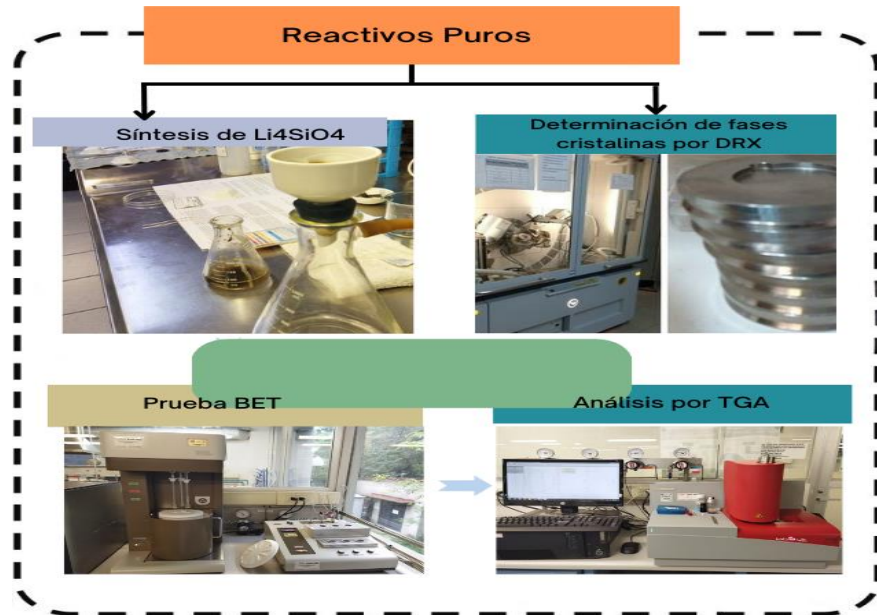 Reactivos Puros
Síntesis de Li4SiO4
Determinación de fases
cristalinas por DRX
Prueba BET
Análisis por TGA